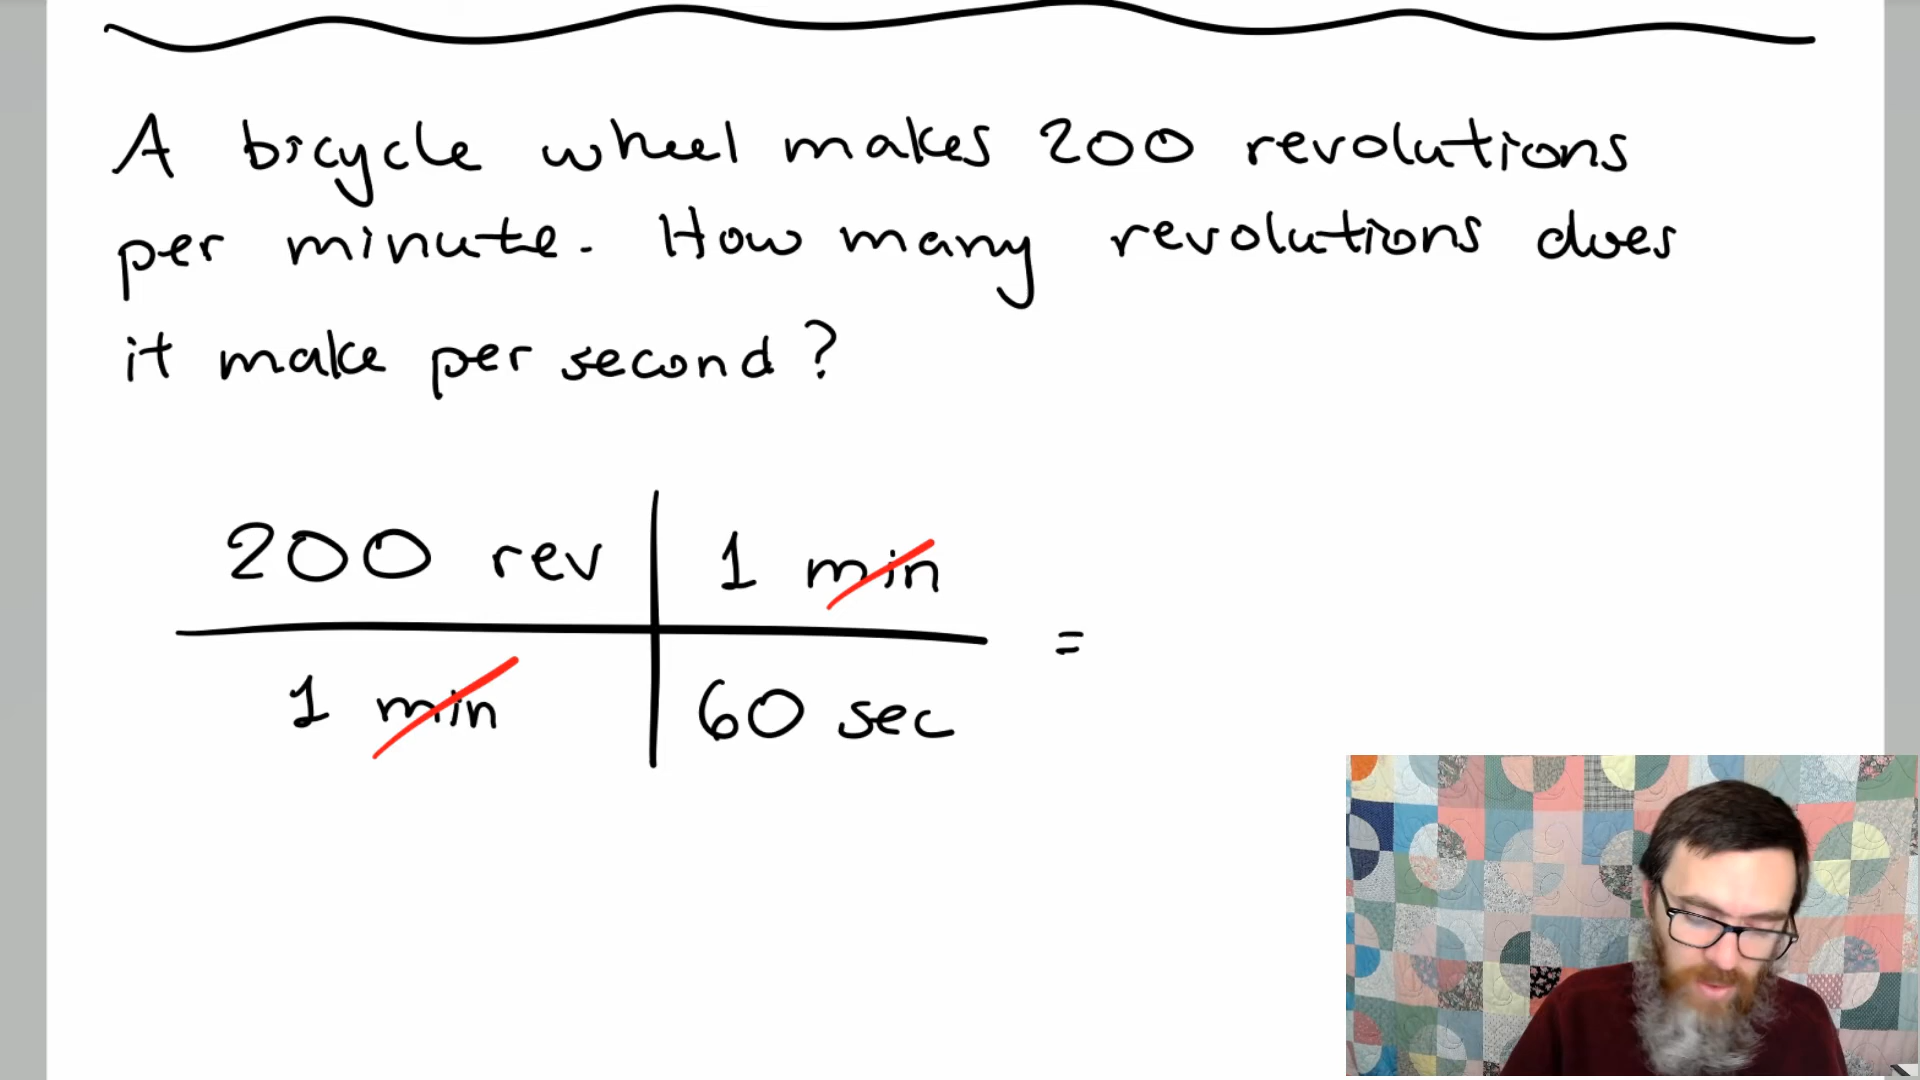 A bicycle wheel makes 200 revolutions
per minute. How many revolutions does
it make per second?
200 rev 1 min
=
1 min 60 sec